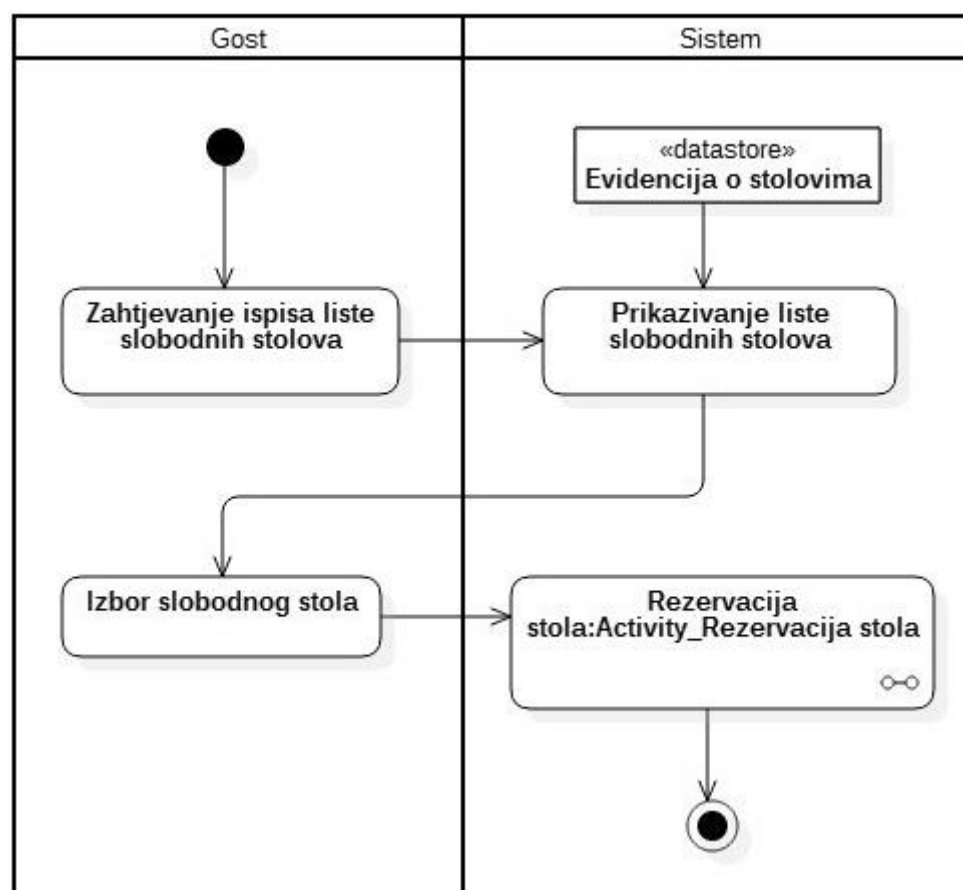 Gost
Sistem
«datastore»
Evidencija o stolovima
Zahtjevanje ispisa liste
slobodnih stolova
Prikazivanje liste
slobodnih stolova
Izbor slobodnog stola
Rezervacija
stola:Activity_Rezervacija stola